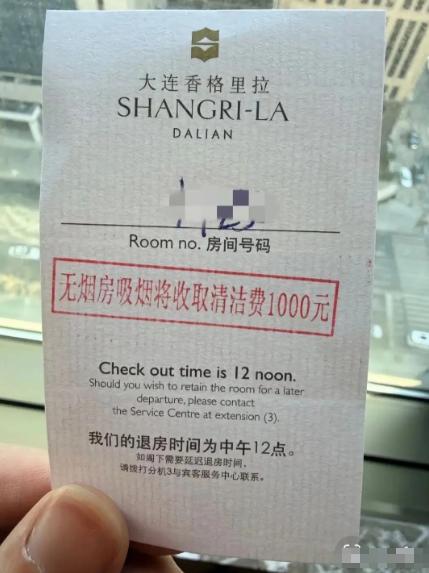 大连香格里拉
SHANGRI-LA
DALIAN
Room no. 房间号码
无烟房吸烟将收取清洁费1000元
Check out time is 12 noon.
Should you wish to retain the room for a later
departure, please contact
the Service Centre at extension (3).
我们的退房时间为中午12点。
如阁下需要延迟退房时间，
请拨打分机3与宾客服务中心联系。